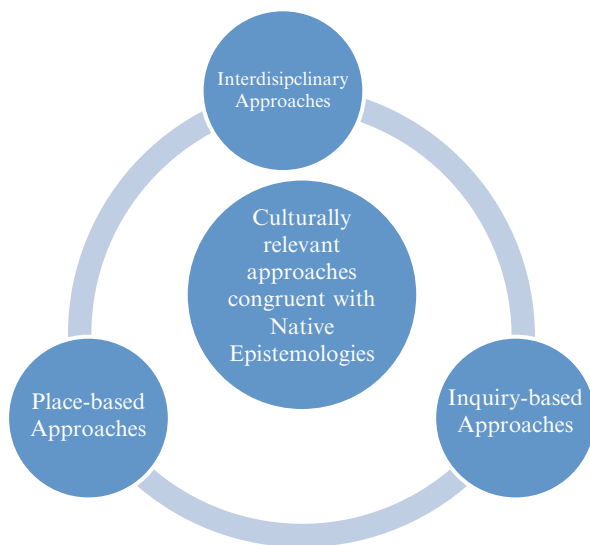 Interdisipclinary
Approaches
Culturally
relevant
approaches
congruent with
Native
Epistemologies
Place-based
Approaches
Inquiry-based
Approaches